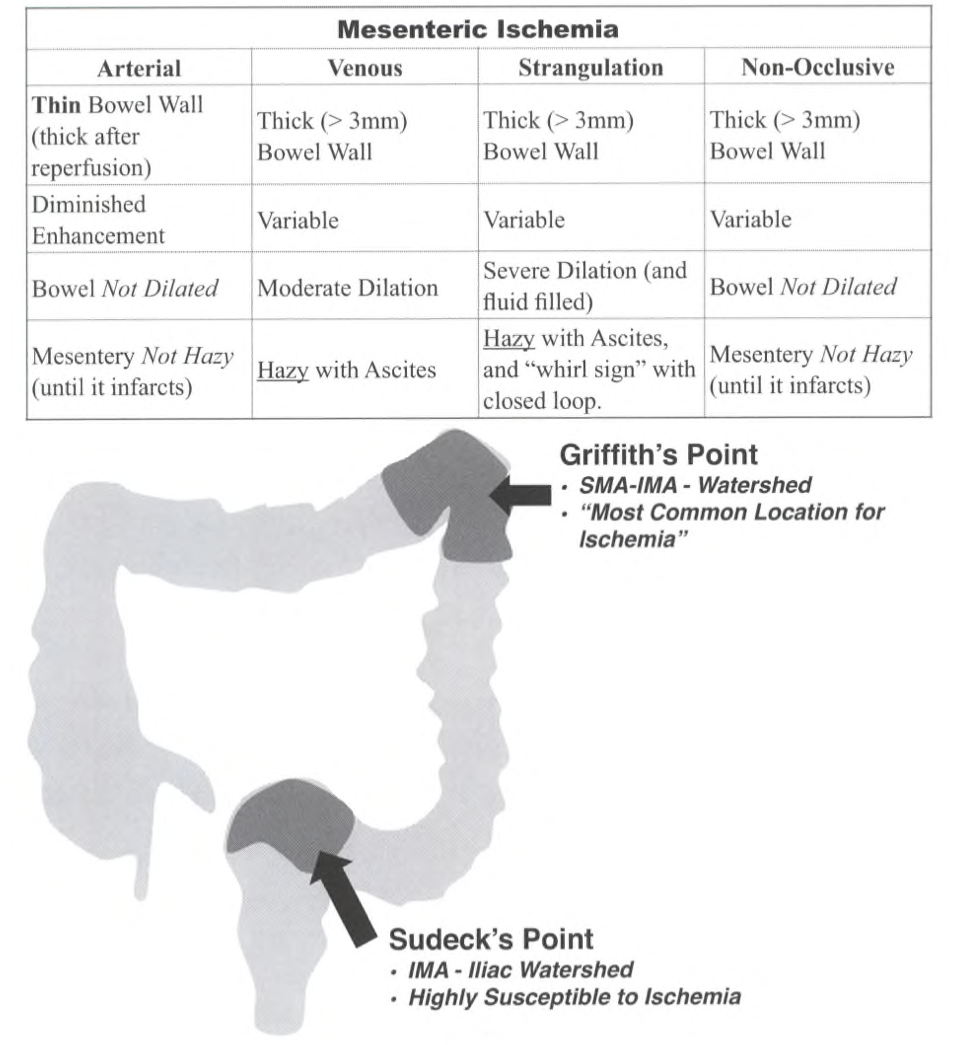 Mesenteric Ischemia
Arterial
Venous
Strangulation
Non-Occlusive
Thin Bowel Wall
(thick after
reperfusion)
Thick (> 3mm)
Bowel Wall
Thick (> 3mm)
Bowel Wall
Thick (> 3mm)
Bowel Wall
Diminished
Enhancement
Variable
Variable
Variable
Bowel Not Dilated
Moderate Dilation
Severe Dilation (and
fluid filled)
Bowel Not Dilated
Mesentery Not Hazy
(until it infarcts)
Hazy with Ascites
Hazy with Ascites,
and “whirl sign” with
closed loop.
Mesentery Not Hazy
(until it infarcts)
Griffith's Point
• SMA-IMA - Watershed
• “Most Common Location for
Ischemia”
Sudeck's Point
• IMA - Iliac Watershed
• Highly Susceptible to Ischemia